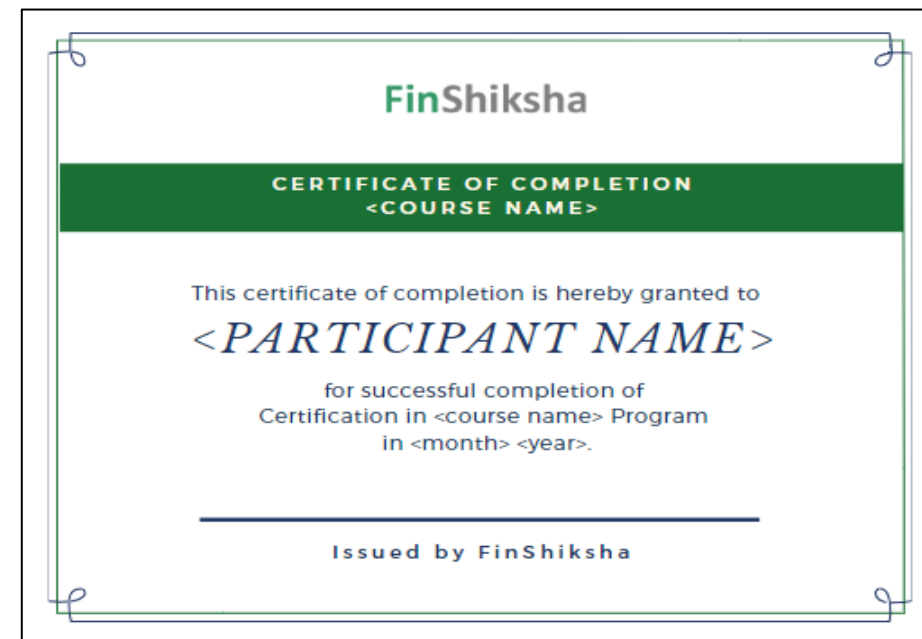 FinShiksha
CERTIFICATE OF COMPLETION
<COURSE NAME>
This certificate of completion is hereby granted to
<PARTICIPANT NAME>
for successful completion of
Certification in <course name> Program
in <month> <year>.
Issued by FinShiksha